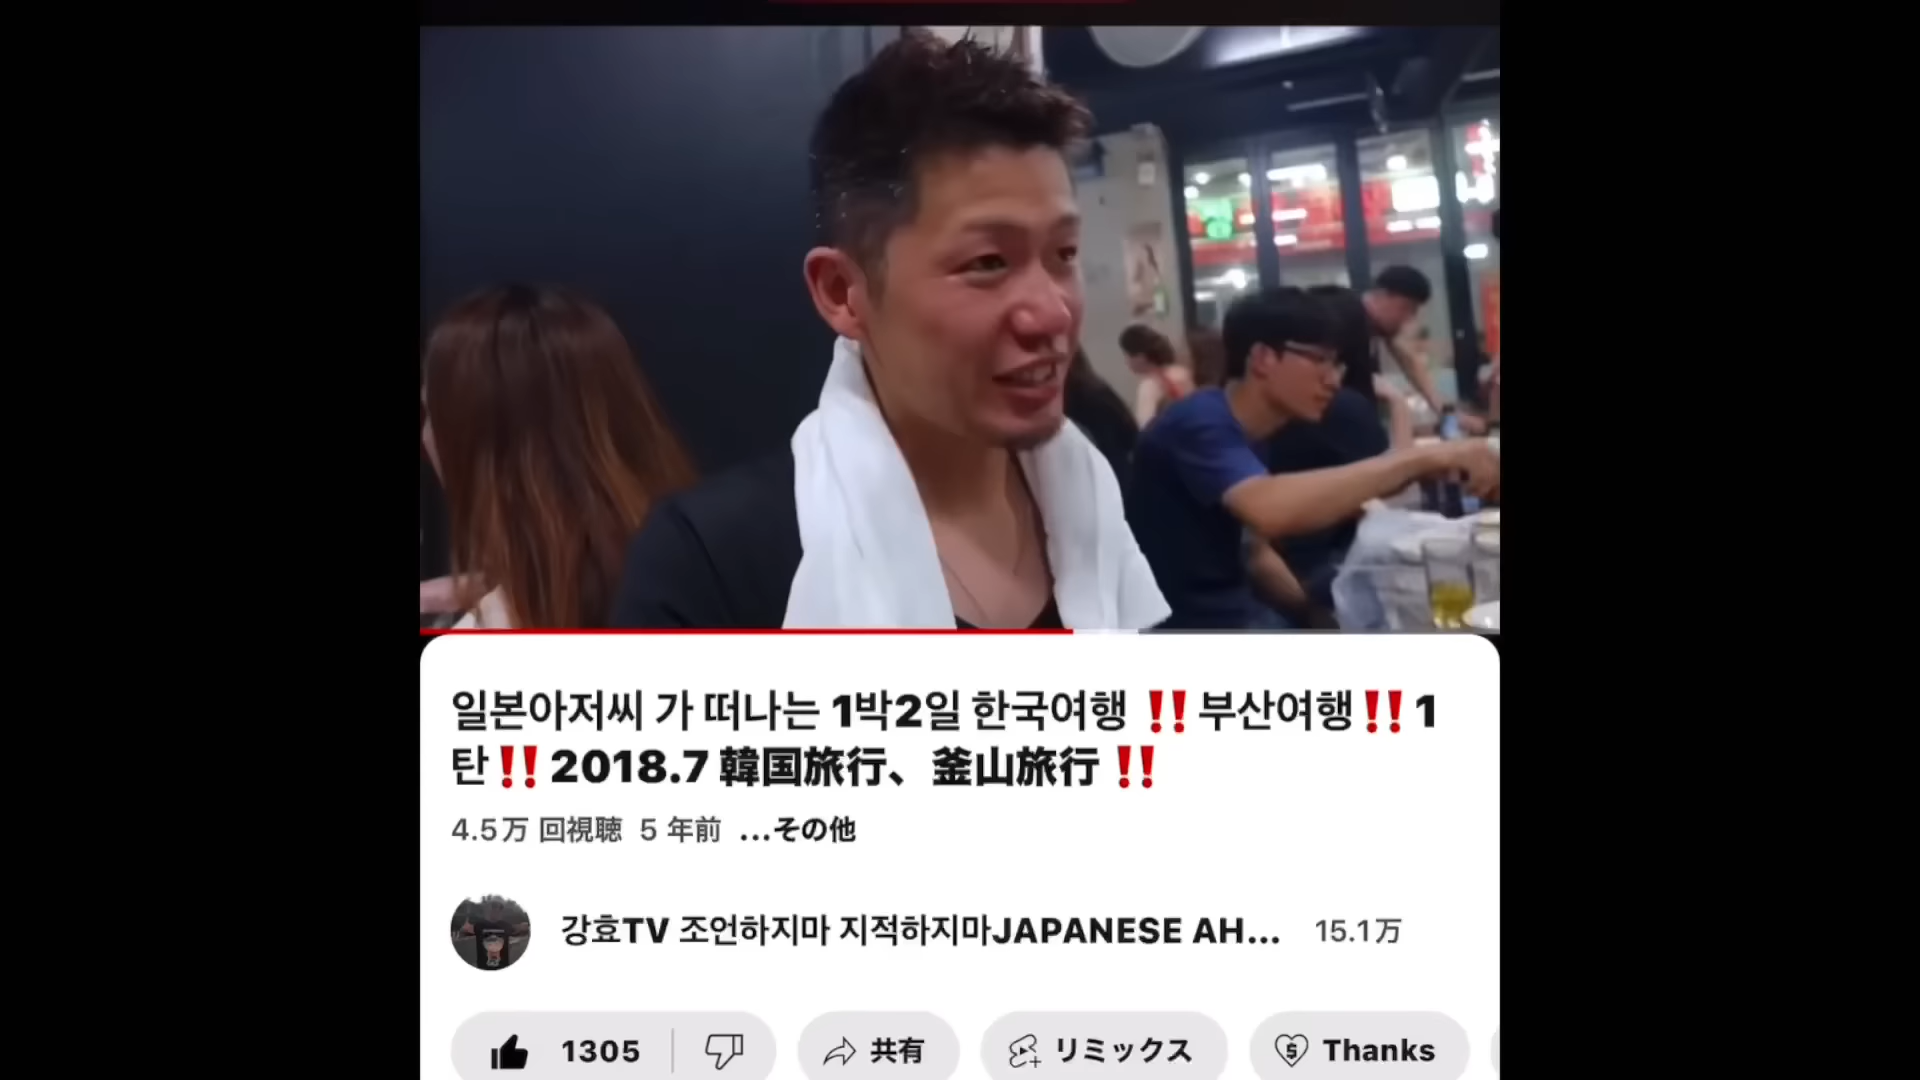 일본아저씨 가 떠나는 1박2일 한국여행 ‼️부산여행‼️1
탄‼️2018.7 韓国旅行、釜山旅行 ‼️
4.5万 回視聴 5 年前 ...その他
강효TV 조언하지마 지적하지마JAPANESE AH... 15.1万
1305 共有 リミックス Thanks